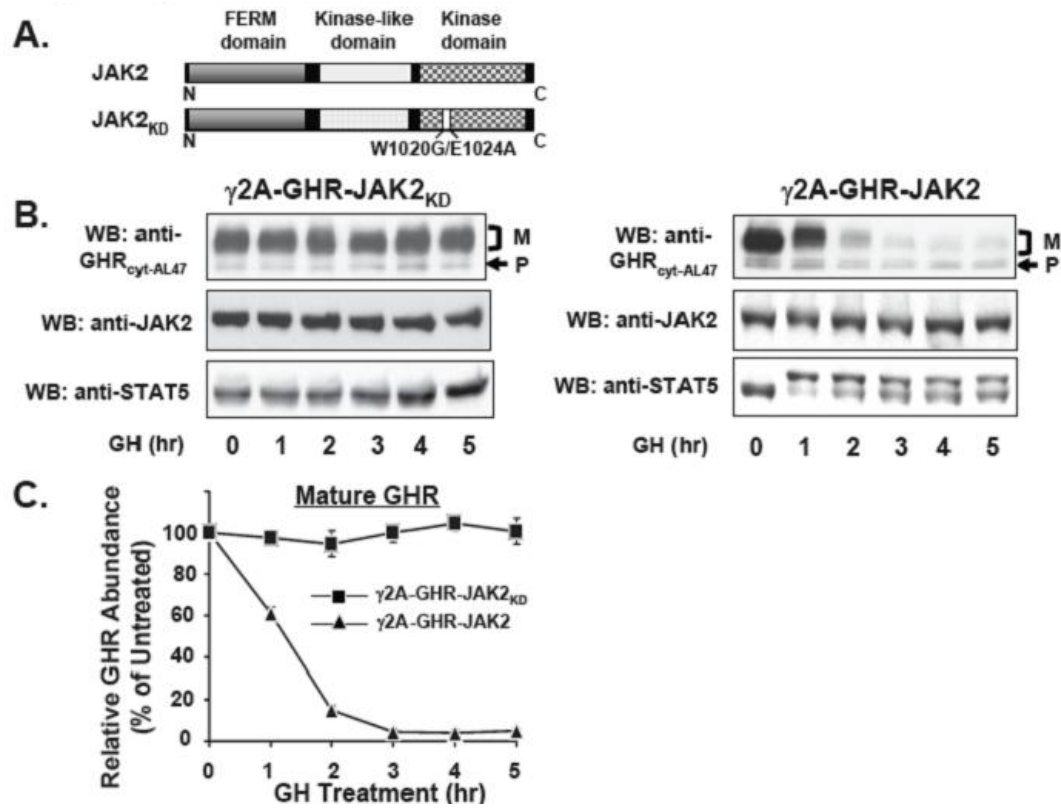 A.
FERM domain
Kinase-like domain
Kinase domain
JAK2
N
C
JAK2KD
N
C
W1020G/E1024A
B.
γ2A-GHR-JAK2KD
WB: anti-GHRcyt-AL47
M
P
WB: anti-JAK2
WB: anti-STAT5
GH (hr) 0 1 2 3 4 5
γ2A-GHR-JAK2
WB: anti-GHRcyt-AL47
M
P
WB: anti-JAK2
WB: anti-STAT5
GH (hr) 0 1 2 3 4 5
C.
Mature GHR
Relative GHR Abundance
(% of Untreated)
100
80
60
40
20
0
γ2A-GHR-JAK2KD
γ2A-GHR-JAK2
0 1 2 3 4 5
GH Treatment (hr)